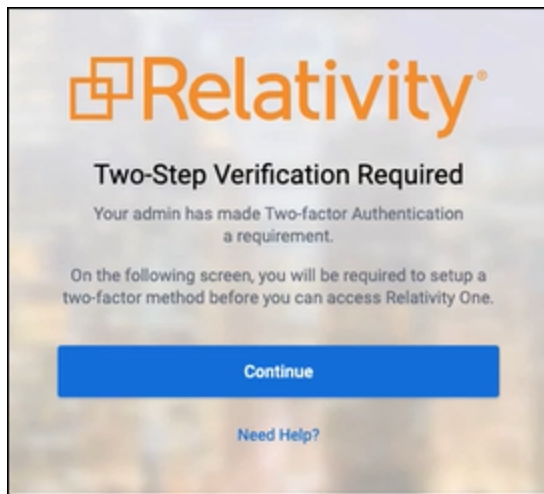 Relativity®
Two-Step Verification Required
Your admin has made Two-factor Authentication
a requirement.
On the following screen, you will be required to setup a
two-factor method before you can access Relativity One.
Continue
Need Help?